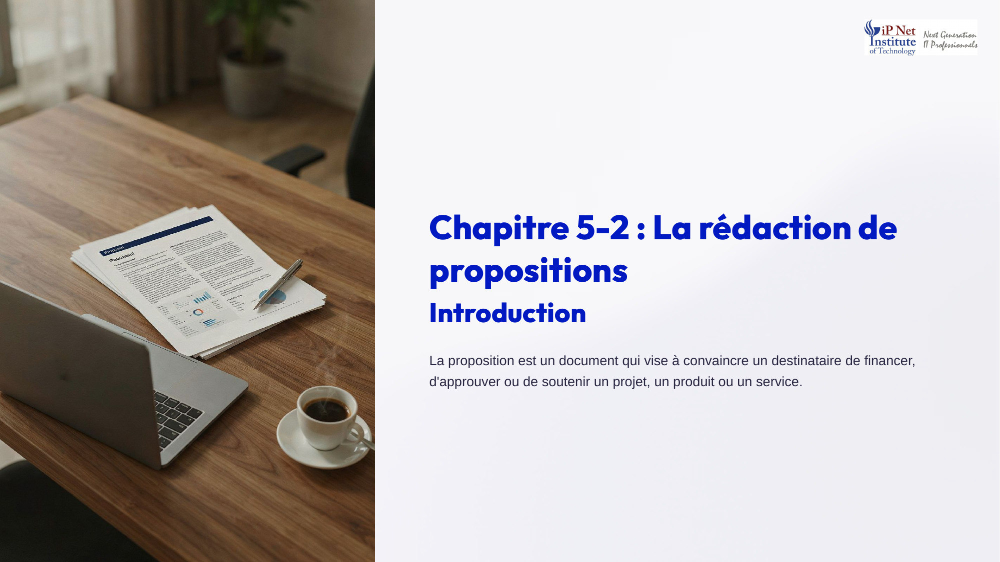 iP Net
Institute
of Technology
Next Generation
IT Professionnels
Chapitre 5-2 : La rédaction de
propositions
Introduction
La proposition est un document qui vise à convaincre un destinataire de financer,
d'approuver ou de soutenir un projet, un produit ou un service.
Proposal